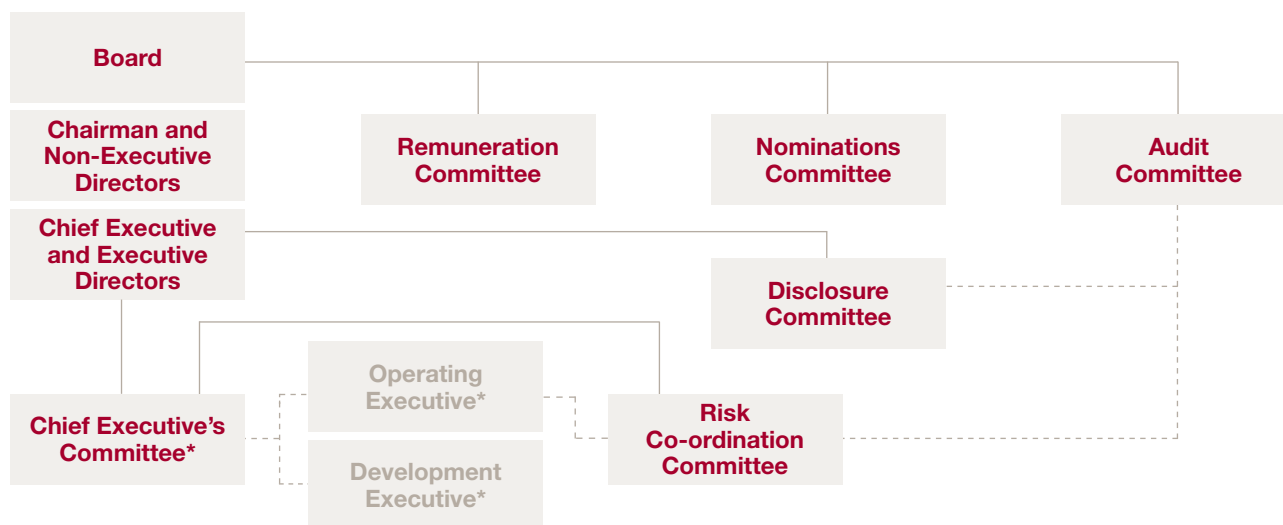 Board
Chairman and
Non-Executive
Directors
Remuneration
Committee
Nominations
Committee
Audit
Committee
Chief Executive
and Executive
Directors
Disclosure
Committee
Operating
Executive*
Chief Executive’s
Committee*
Risk
Co-ordination
Committee
Development
Executive*